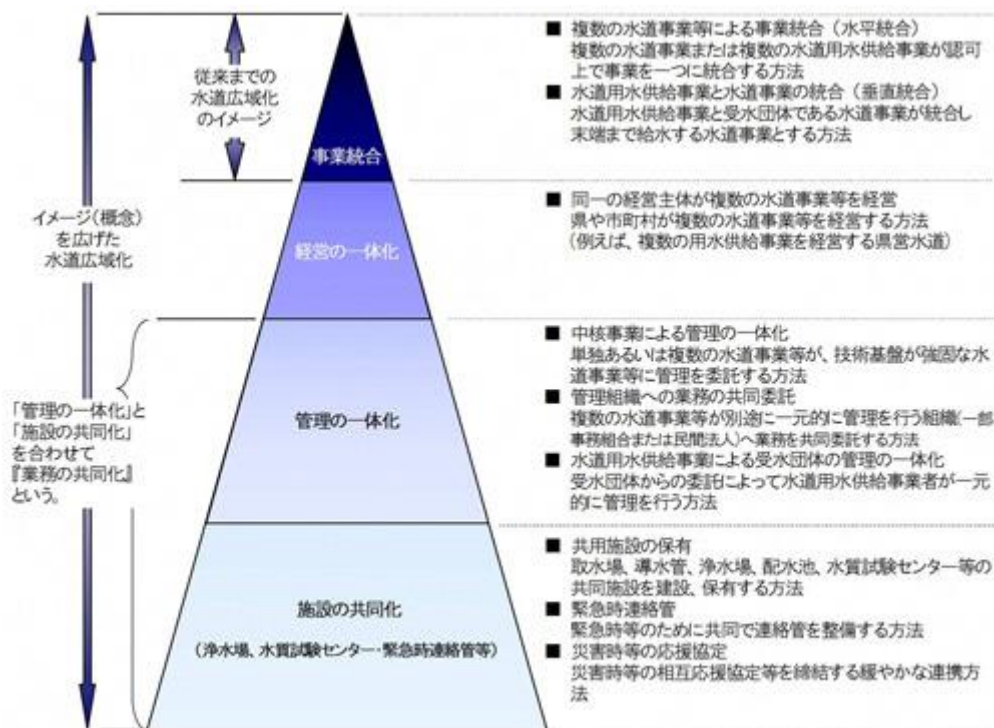 従来までの
水道広域化
のイメージ
イメージ(概念)
を広げた
水道広域化
「管理の一体化」と
「施設の共同化」
を合わせて
『業務の共同化』
という。
事業統合
経営の一体化
管理の一体化
施設の共同化
(浄水場、水質試験センター・緊急時連絡管等)
■ 複数の水道事業等による事業統合(水平統合)
複数の水道事業または複数の水道用水供給事業が認可
上で事業を一つに統合する方法
■ 水道用水供給事業と水道事業の統合(垂直統合)
水道用水供給事業と受水団体である水道事業が統合し
末端まで給水する水道事業とする方法
■ 同一の経営主体が複数の水道事業等を経営
県や市町村が複数の水道事業等を経営する方法
(例えば、複数の用水供給事業を経営する県営水道)
■ 中核事業による管理の一体化
単独あるいは複数の水道事業等が、技術基盤が強固な水
道事業等に管理を委託する方法
■ 管理組織への業務の共同委託
複数の水道事業等が別途に一元的に管理を行う組織(一部
事務組合または民間法人)へ業務を共同委託する方法
■ 水道用水供給事業による受水団体の管理の一体化
受水団体からの委託によって水道用水供給事業者が一元
的に管理を行う方法
■ 共用施設の保有
取水場、導水管、浄水場、配水池、水質試験センター等の
共同施設を建設、保有する方法
■ 緊急時連絡管
緊急時等のために共同で連絡管を整備する方法
■ 災害時等の応援協定
災害時等の相互応援協定等を締結する緩やかな連携方
法